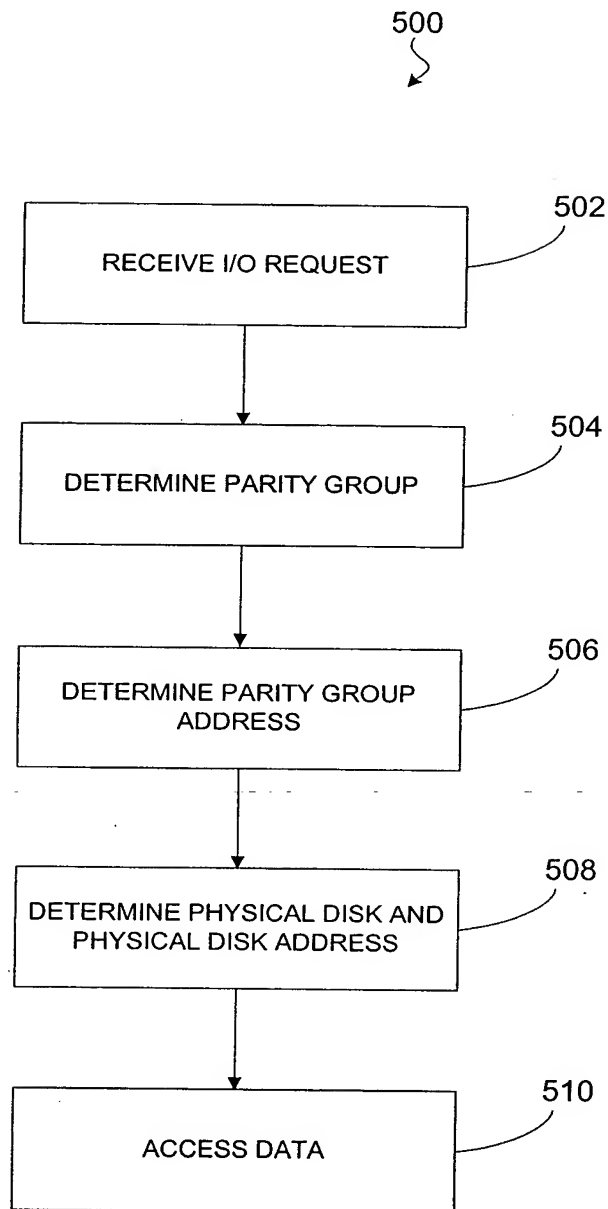 500
502
RECEIVE I/O REQUEST
504
DETERMINE PARITY GROUP
506
DETERMINE PARITY GROUP
ADDRESS
508
DETERMINE PHYSICAL DISK AND
PHYSICAL DISK ADDRESS
510
ACCESS DATA